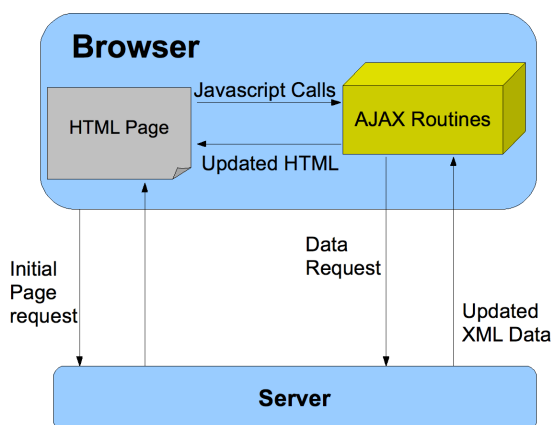 Browser
Javascript Calls
HTML Page
AJAX Routines
Updated HTML
Initial
Page
request
Data
Request
Updated
XML Data
Server